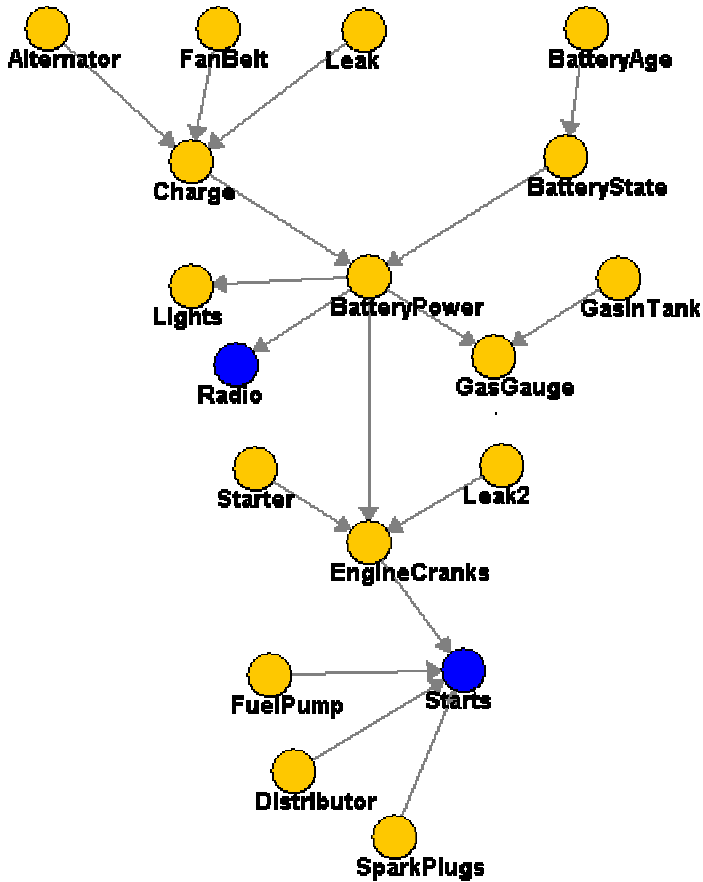 Alternator
FanBelt
Leak
BatteryAge
Charge
BatteryState
Lights
BatteryPower
GasInTank
Radio
GasGauge
Starter
Leak2
EngineCranks
FuelPump
Starts
Distributor
SparkPlugs